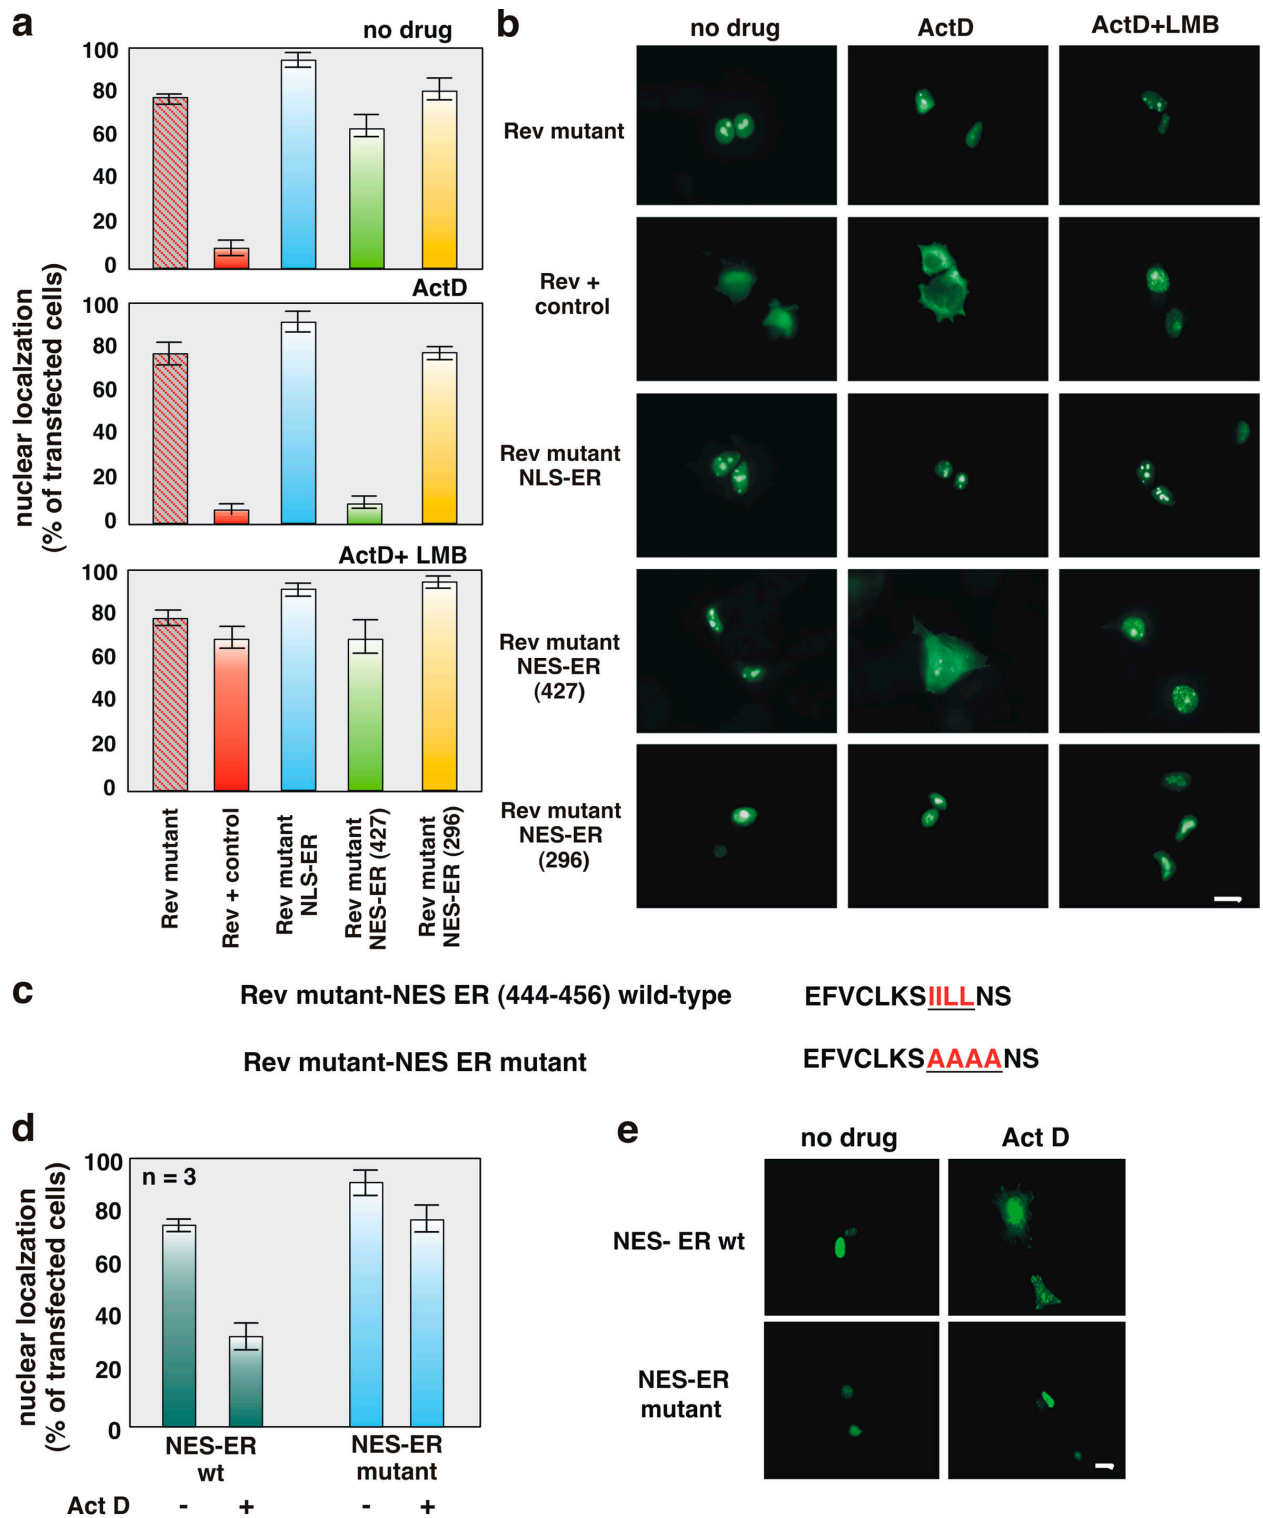 a
no drug
100
80
60
40
20
0
ActD
100
80
60
40
20
0
ActD+ LMB
100
80
60
40
20
0
nuclear localzation
(% of transfected cells)
Rev mutant
Rev + control
Rev mutant
NLS-ER
Rev mutant
NES-ER (427)
Rev mutant
NES-ER (296)
b
no drug
ActD
ActD+LMB
Rev mutant
Rev +
control
Rev mutant
NLS-ER
Rev mutant
NES-ER
(427)
Rev mutant
NES-ER
(296)
c
Rev mutant-NES ER (444-456) wild-type
EFVCLKSIILLNS
Rev mutant-NES ER mutant
EFVCLKSAAAANS
d
nuclear localzation
(% of transfected cells)
100
80
60
40
20
0
n = 3
NES-ER
wt
NES-ER
mutant
Act D - + - +
e
no drug
Act D
NES- ER wt
NES-ER
mutant